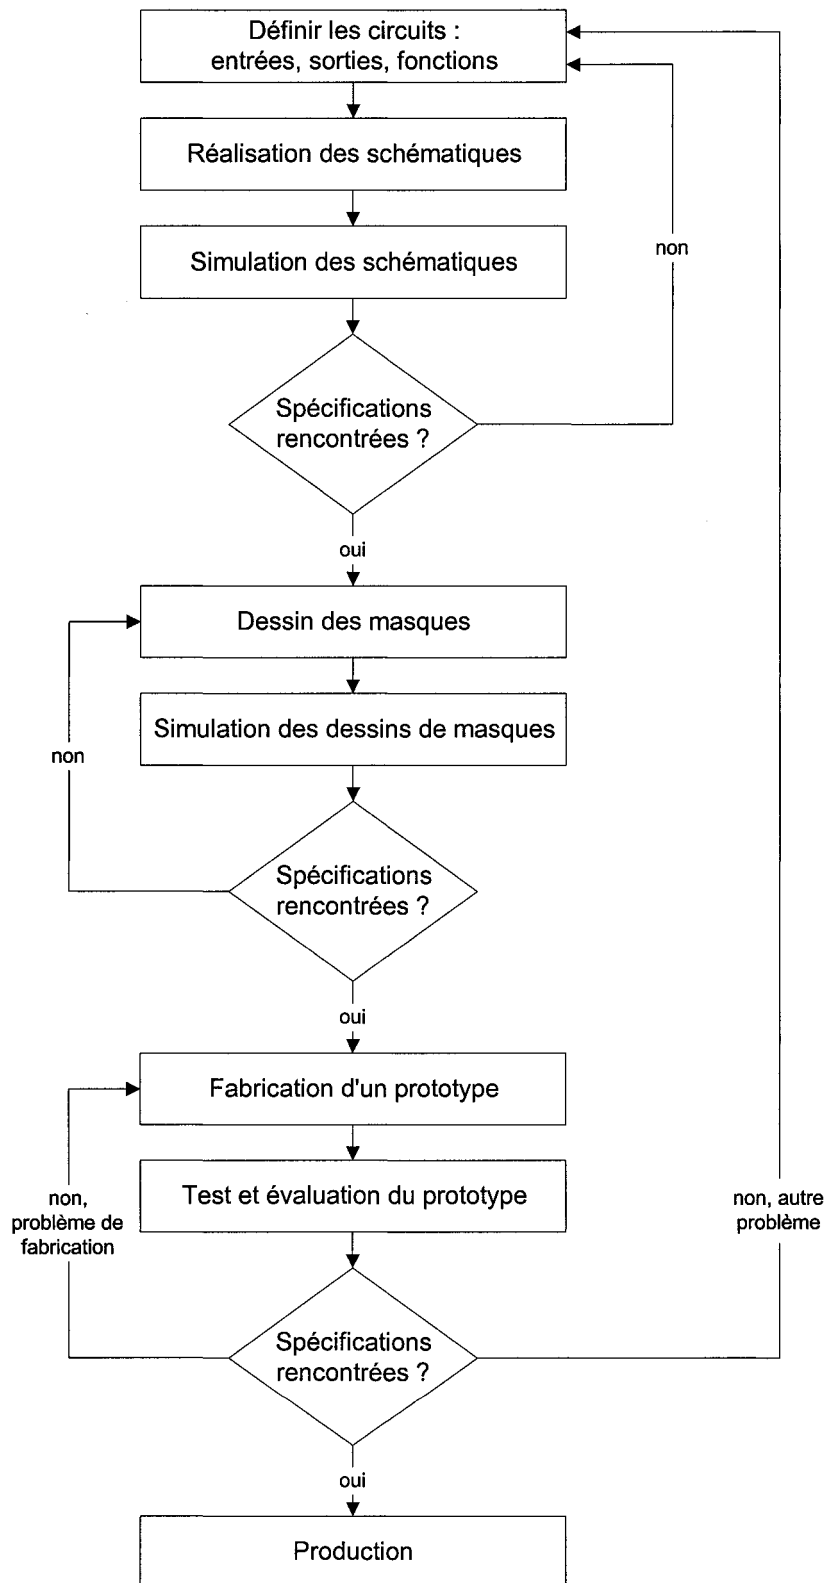 Définir les circuits :
entrées, sorties, fonctions
Réalisation des schématiques
Simulation des schématiques
non
Spécifications
rencontrées ?
oui
Dessin des masques
Simulation des dessins de masques
non
Spécifications
rencontrées ?
oui
Fabrication d'un prototype
Test et évaluation du prototype
non,
problème de
fabrication
non, autre
problème
Spécifications
rencontrées ?
oui
Production